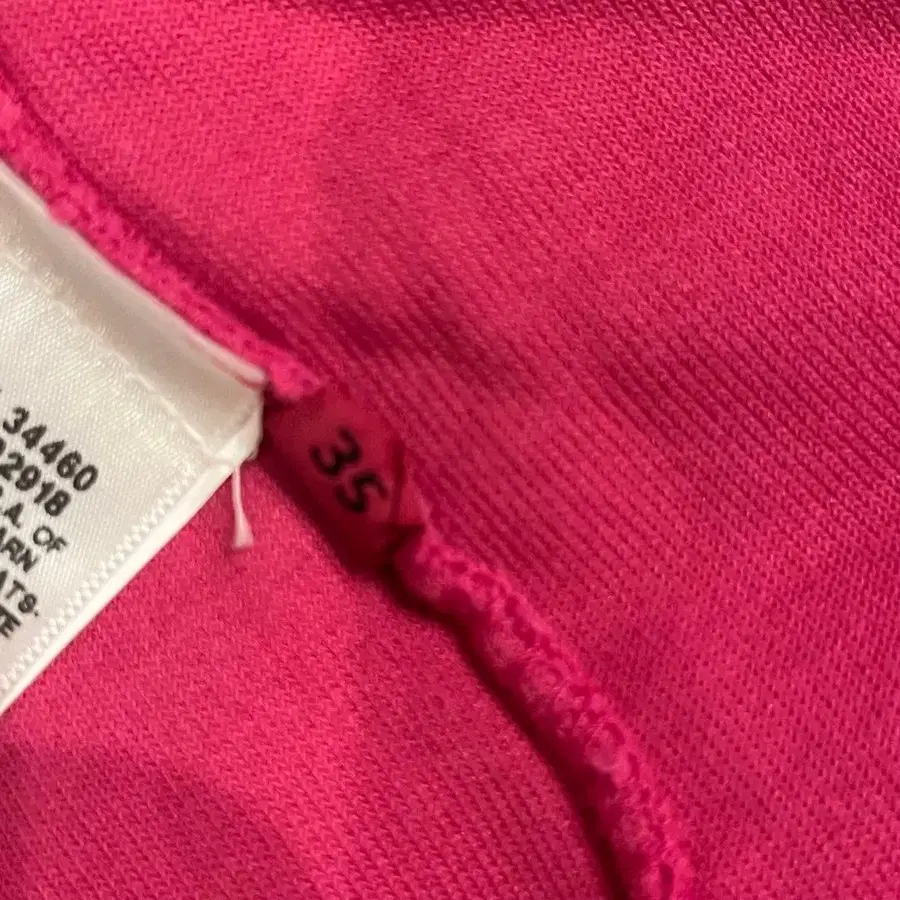 34460
2918
.A. OF
ARN
ATS.
E
35